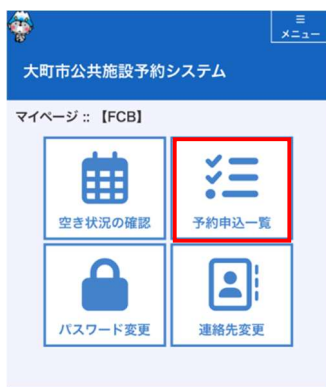 メニュー
大町市公共施設予約システム
マイページ :: 【FCB】
空き状況の確認
予約申込一覧
パスワード変更
連絡先変更